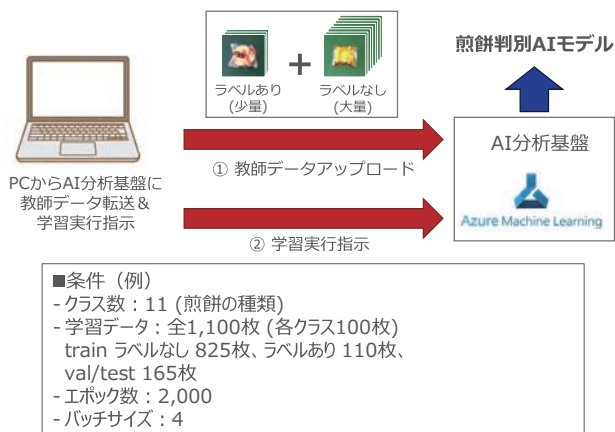 煎餅判別AIモデル
+
ラベルあり
(少量)
ラベルなし
(大量)
AI分析基盤
Azure Machine Learning
① 教師データアップロード
PCからAI分析基盤に
教師データ転送&
学習実行指示
② 学習実行指示
■条件（例）
- クラス数：11 (煎餅の種類)
- 学習データ：全1,100枚 (各クラス100枚)
train ラベルなし 825枚、ラベルあり 110枚、
val/test 165枚
- エポック数：2,000
- バッチサイズ：4